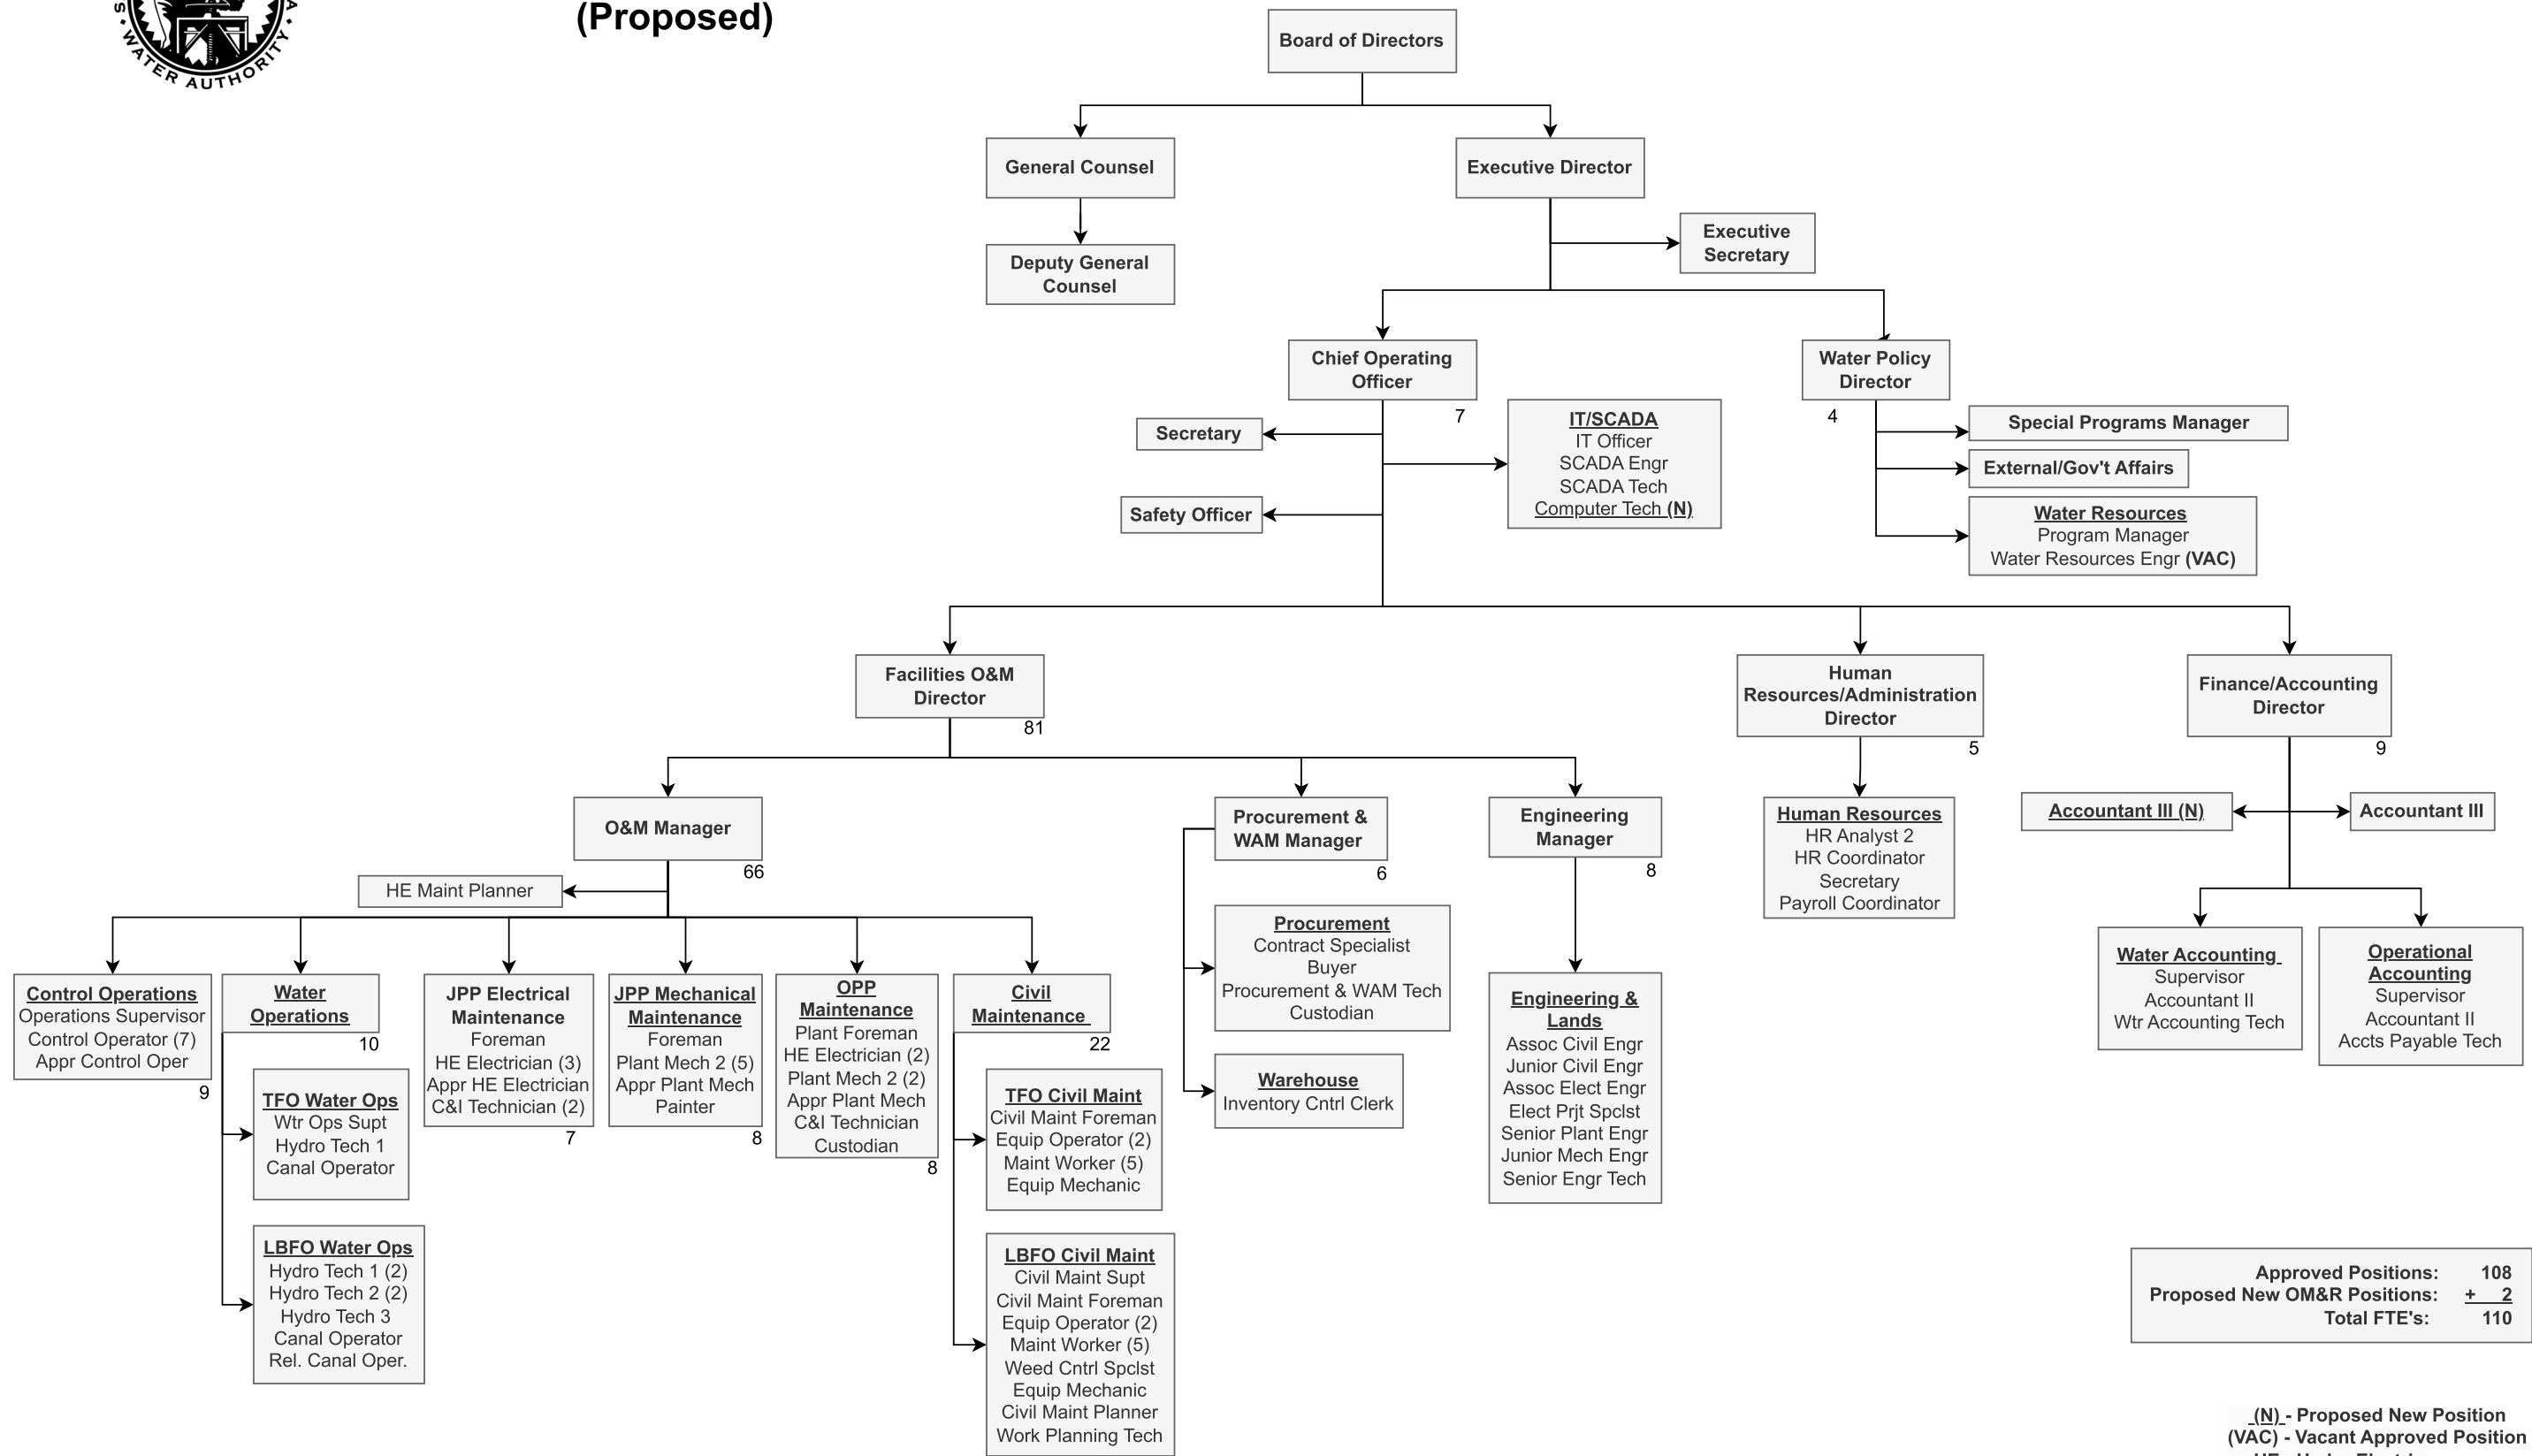 (Proposed)
WATER AUTHORITY
Board of Directors
General Counsel
Executive Director
Executive
Secretary
Deputy General
Counsel
Chief Operating
Officer
7
Water Policy
Director
4
Secretary
Safety Officer
IT/SCADA
IT Officer
SCADA Engr
SCADA Tech
Computer Tech (N)
Special Programs Manager
External/Gov't Affairs
Water Resources
Program Manager
Water Resources Engr (VAC)
Facilities O&M
Director
81
Human
Resources/Administration
Director
5
Finance/Accounting
Director
9
O&M Manager
66
HE Maint Planner
Procurement &
WAM Manager
6
Engineering
Manager
8
Human Resources
HR Analyst 2
HR Coordinator
Secretary
Payroll Coordinator
Accountant III (N)
Accountant III
Control Operations
Operations Supervisor
Control Operator (7)
Appr Control Oper
9
Water
Operations
10
TFO Water Ops
Wtr Ops Supt
Hydro Tech 1
Canal Operator
LBFO Water Ops
Hydro Tech 1 (2)
Hydro Tech 2 (2)
Hydro Tech 3
Canal Operator
Rel. Canal Oper.
JPP Electrical
Maintenance
Foreman
HE Electrician (3)
Appr HE Electrician
C&I Technician (2)
7
JPP Mechanical
Maintenance
Foreman
Plant Mech 2 (5)
Appr Plant Mech
Painter
8
OPP
Maintenance
Plant Foreman
HE Electrician (2)
Plant Mech 2 (2)
Appr Plant Mech
C&I Technician
Custodian
8
Civil
Maintenance
22
TFO Civil Maint
Civil Maint Foreman
Equip Operator (2)
Maint Worker (5)
Equip Mechanic
LBFO Civil Maint
Civil Maint Supt
Civil Maint Foreman
Equip Operator (2)
Maint Worker (5)
Weed Cntrl Spclst
Equip Mechanic
Civil Maint Planner
Work Planning Tech
Procurement
Contract Specialist
Buyer
Procurement & WAM Tech
Custodian
Warehouse
Inventory Cntrl Clerk
Engineering &
Lands
Assoc Civil Engr
Junior Civil Engr
Assoc Elect Engr
Elect Prjt Spclst
Senior Plant Engr
Junior Mech Engr
Senior Engr Tech
Water Accounting
Supervisor
Accountant II
Wtr Accounting Tech
Operational
Accounting
Supervisor
Accountant II
Accts Payable Tech
Approved Positions: 108
Proposed New OM&R Positions: + 2
Total FTE's: 110
(N) - Proposed New Position
(VAC) - Vacant Approved Position